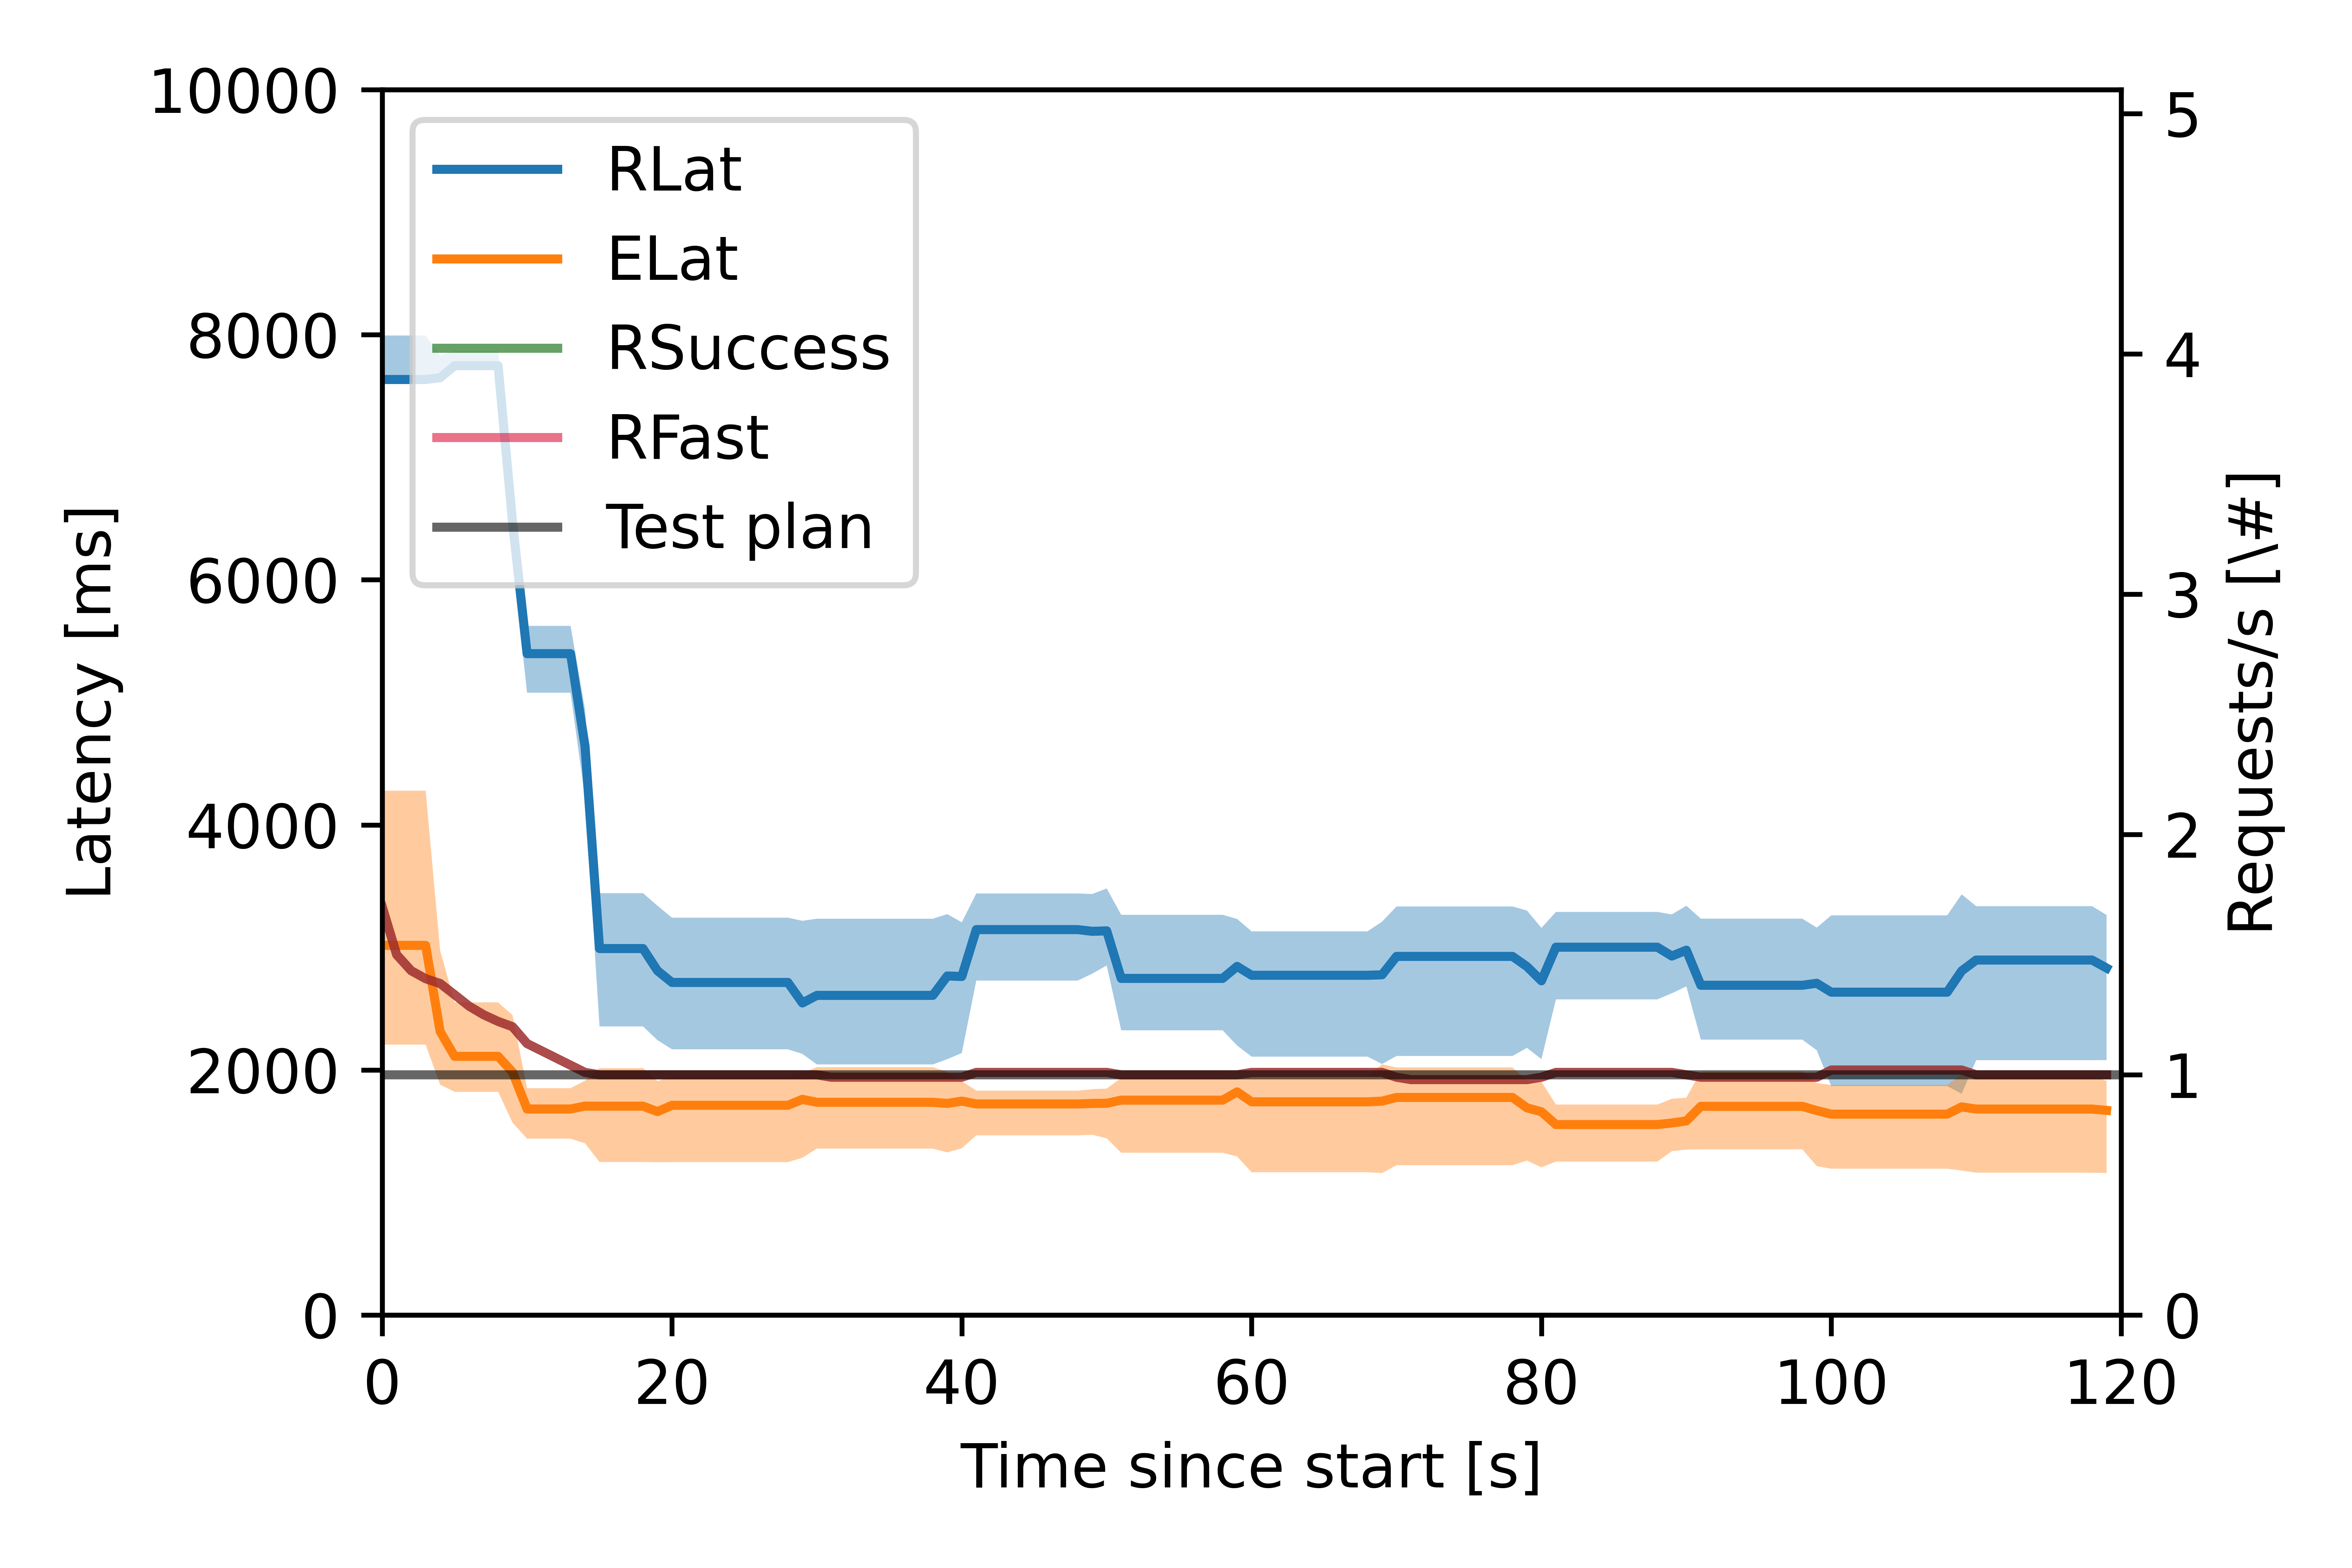 10000
8000
6000
4000
2000
0
Latency [ms]
RLat
ELat
RSuccess
RFast
Test plan
5
4
3
2
1
0
Requests/s [\#]
0 20 40 60 80 100 120
Time since start [s]